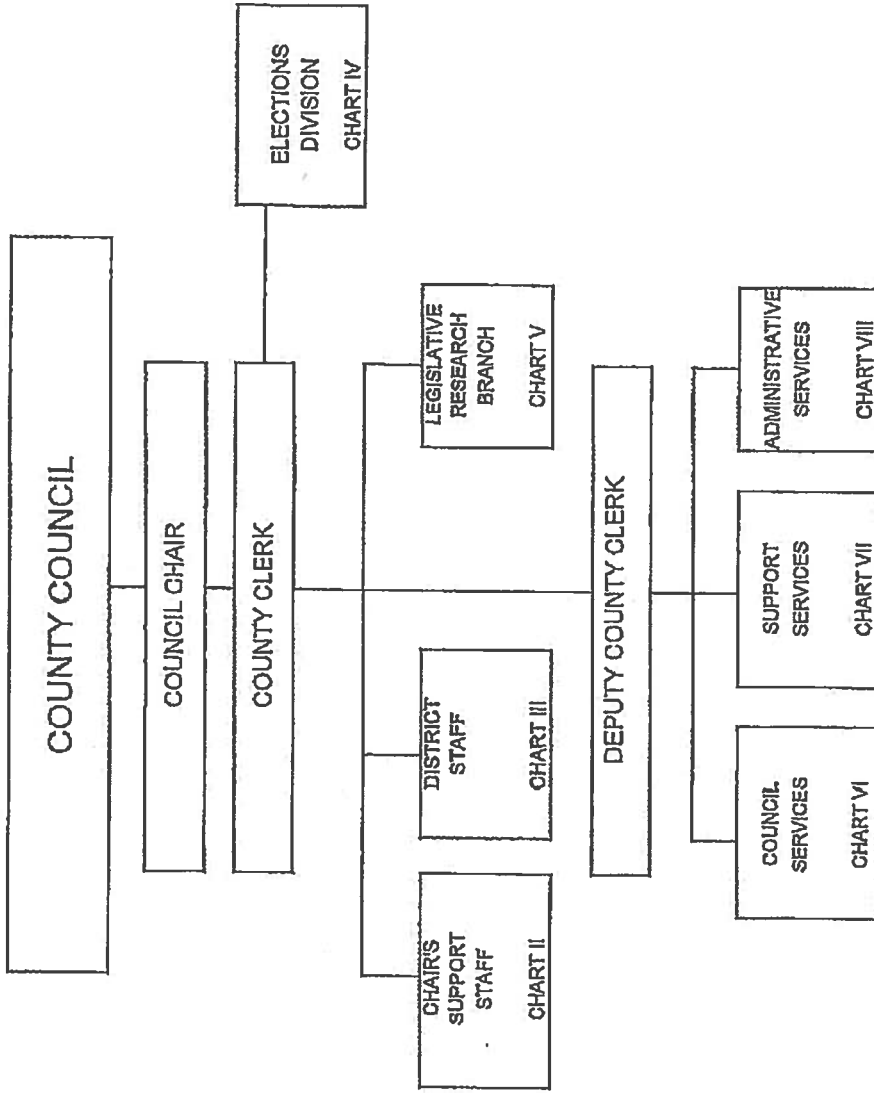 COUNTY COUNCIL
COUNCIL CHAIR
COUNTY CLERK
ELECTIONS
DIVISION
CHART IV
CHAIR'S
SUPPORT
STAFF
CHART II
DISTRICT
STAFF
CHART III
LEGISLATIVE
RESEARCH
BRANCH
CHART V
DEPUTY COUNTY CLERK
COUNCIL
SERVICES
CHART VI
SUPPORT
SERVICES
CHART VII
ADMINISTRATIVE
SERVICES
CHART VIII